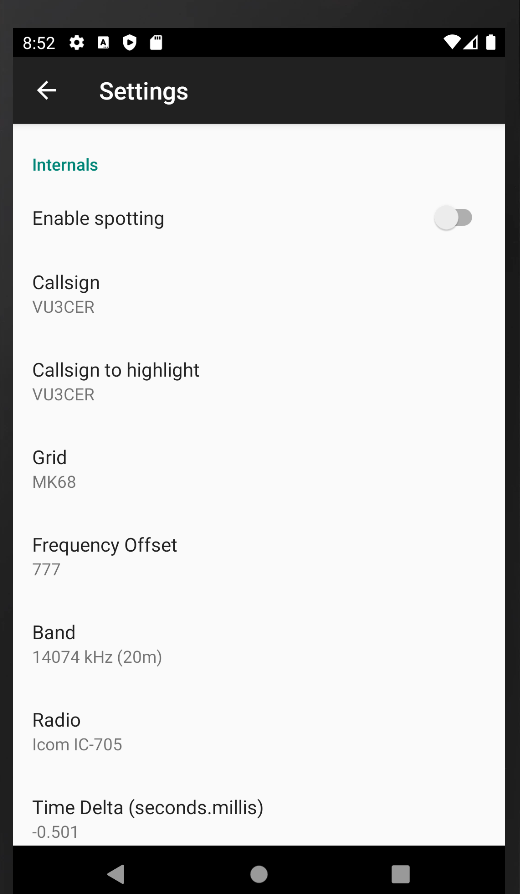 8:52
Settings
Internals
Enable spotting
Callsign
VU3CER
Callsign to highlight
VU3CER
Grid
MK68
Frequency Offset
777
Band
14074 kHz (20m)
Radio
Icom IC-705
Time Delta (seconds.millis)
-0.501